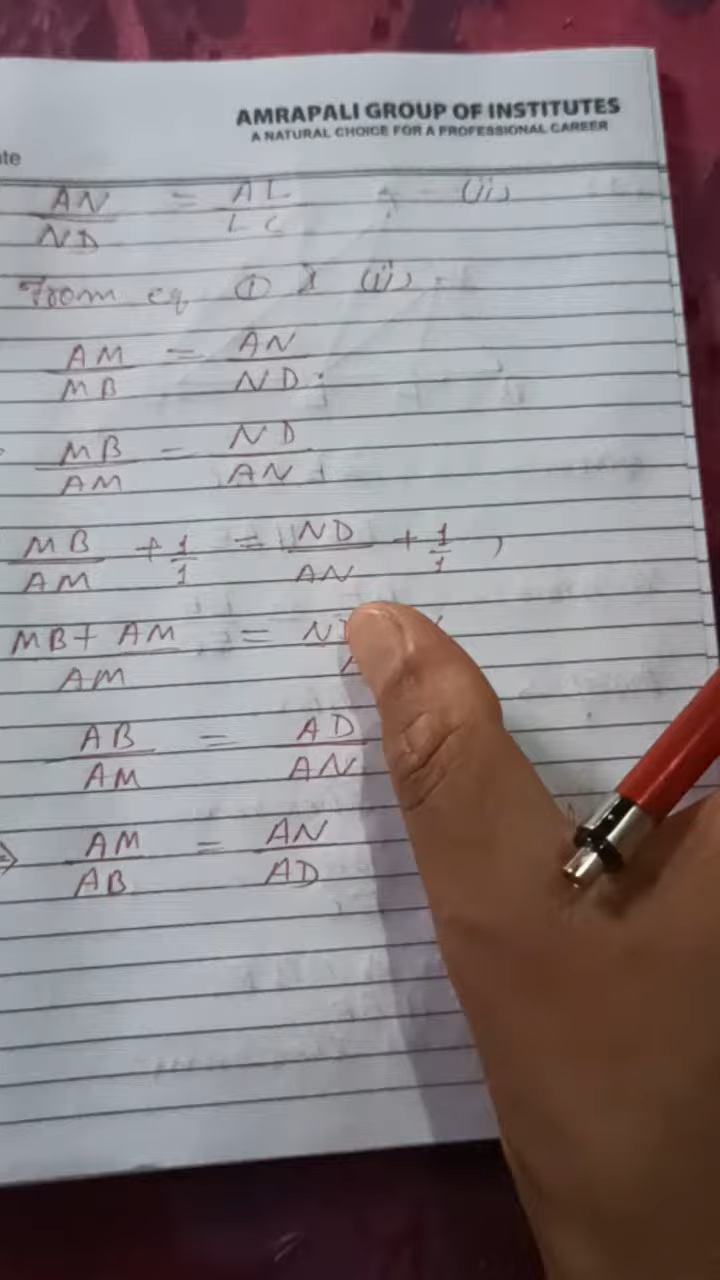 AMRAPALI GROUP OF INSTITUTES
A NATURAL CHOICE FOR A PROFESSIONAL CAREER
ate
AN/ND = AL/LC (ii)
From eq ① & (ii)
AM/MB = AN/ND
MB/AM = ND/AN
MB/AM + 1/1 = ND/AN + 1/1
MB + AM/AM = N
AB/AM = AD/AN
⇒ AM/AB = AN/AD